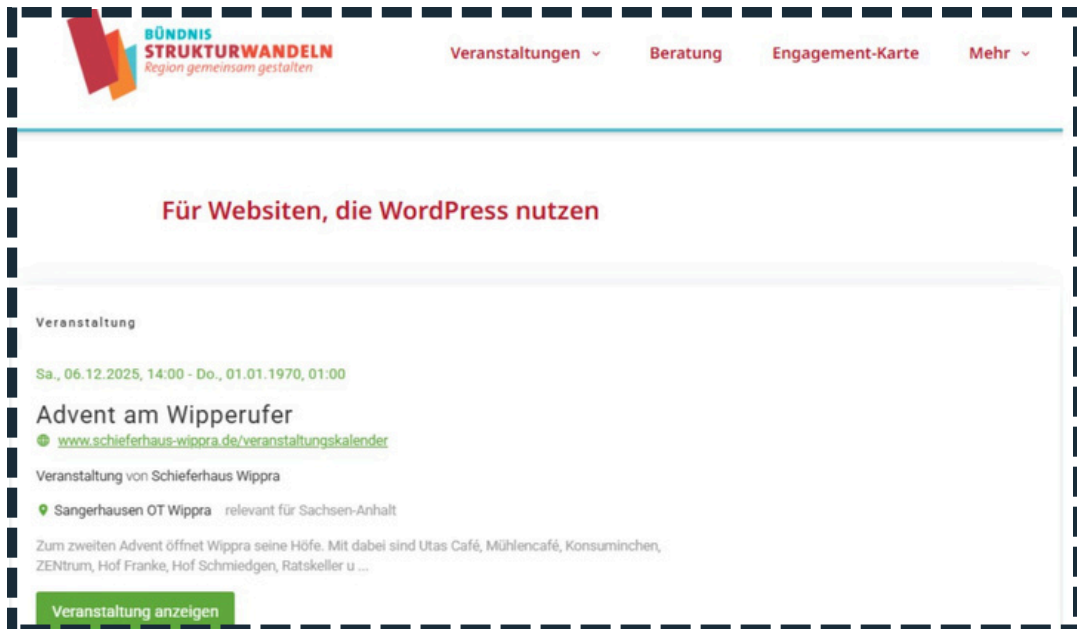 BÜNDNIS
STRUKTURWANDELN
Region gemeinsam gestalten
Veranstaltungen
Beratung
Engagement-Karte
Mehr
Für Websiten, die WordPress nutzen
Veranstaltung
Sa., 06.12.2025, 14:00 - Do., 01.01.1970, 01:00
Advent am Wipperufer
www.schieferhaus-wippra.de/veranstaltungskalender
Veranstaltung von Schieferhaus Wippra
Sangerhausen OT Wippra relevant für Sachsen-Anhalt
Zum zweiten Advent öffnet Wippra seine Höfe. Mit dabei sind Utas Café, Mühlencafé, Konsuminchen,
ZENtrum, Hof Franke, Hof Schmiedgen, Ratskeller u ...
Veranstaltung anzeigen